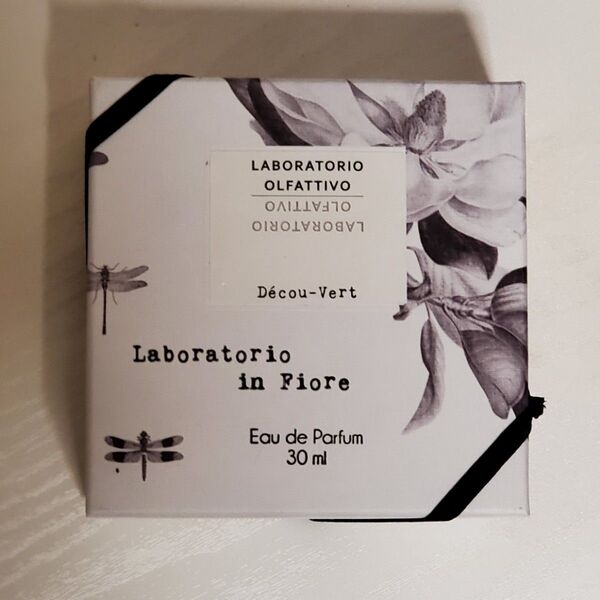 LABORATORIO
OLFATTIVO
OLFATTIVO
LABORATORIO
Décou-Vert
Laboratorio
in Fiore
Eau de Parfum
30 ml